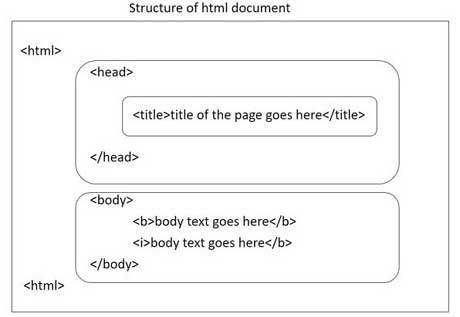 Structure of html document
<html>
<head>
<title>title of the page goes here</title>
</head>
<body>
<b>body text goes here</b>
<i>body text goes here</b>
</body>
<html>